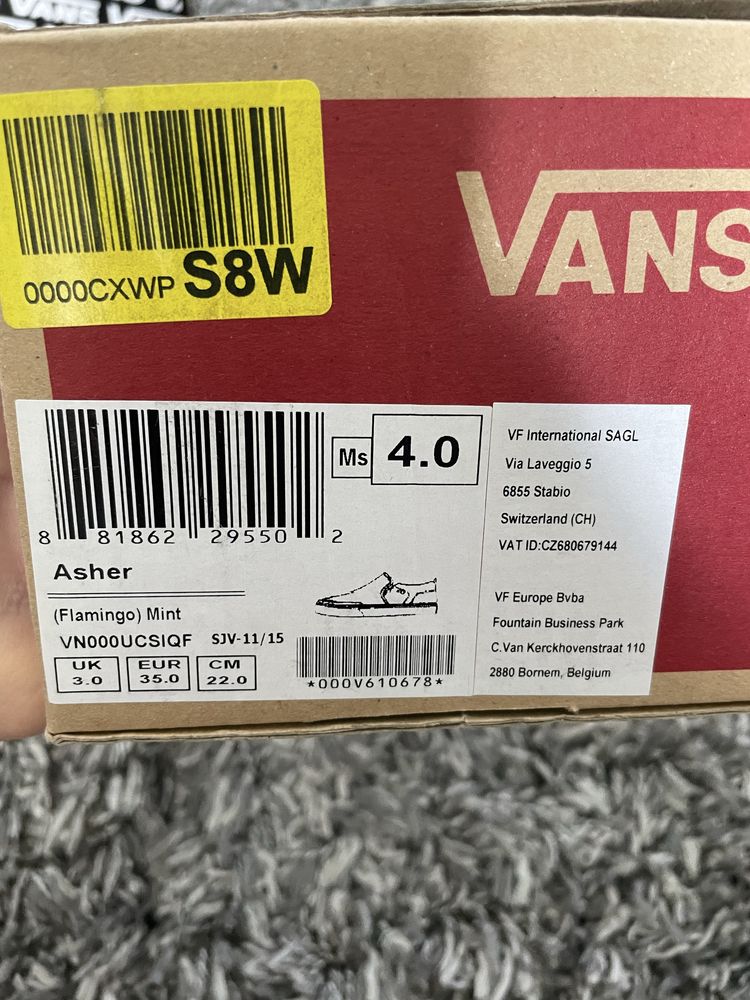 VANS
0000CXWP S8W
VANS
8 81862 29550 2
Ms 4.0
Asher
(Flamingo) Mint
VN000UCSIQF SJV-11/15
UK 3.0
EUR 35.0
CM 22.0
*000V610678*
VF International SAGL
Via Laveggio 5
6855 Stabio
Switzerland (CH)
VAT ID:CZ680679144
VF Europe Bvba
Fountain Business Park
C.Van Kerckhovenstraat 110
2880 Bornem, Belgium